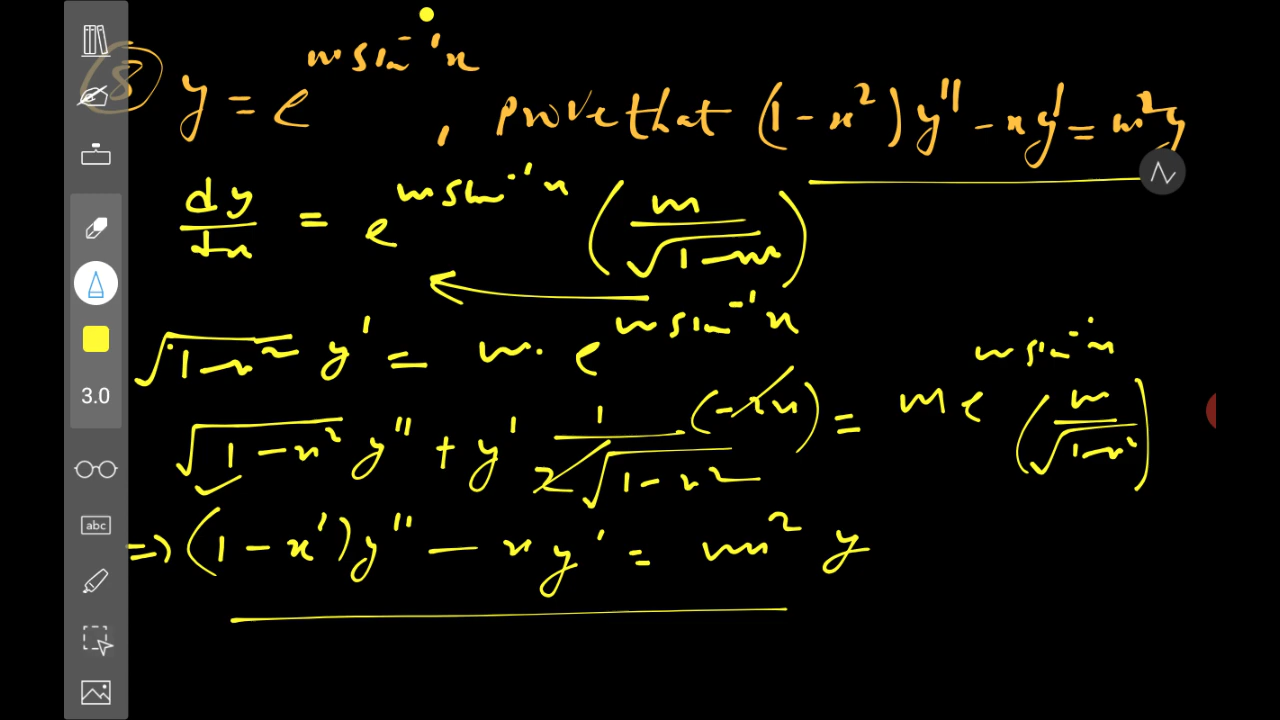 (8) y = e^{m sin⁻¹x}, prove that (1 - x²)y'' - xy' = m²y
dy/dx = e^{m sin⁻¹x} (m/√(1-x²))
√(1-x²) y' = m. e^{m sin⁻¹x}
√(1-x²) y'' + y' 1/(2√(1-x²)) (-2x) = m e^{m sin⁻¹x} (m/√(1-x²))
=> (1 - x')y'' - xy' = m² y
3.0
abc